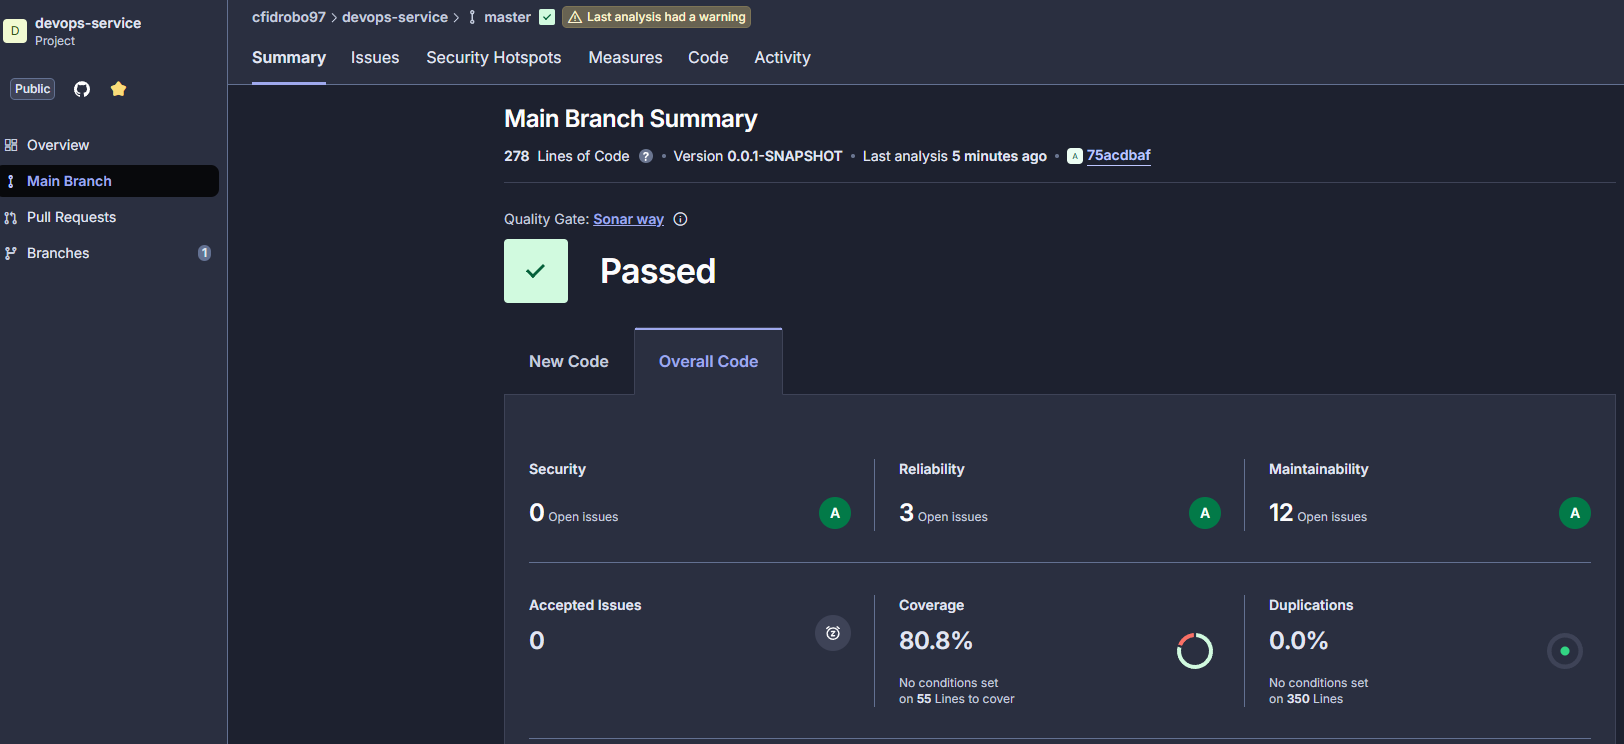 D
devops-service
Project
Public
Overview
Main Branch
Pull Requests
Branches 1
cfidrobo97 > devops-service > master Last analysis had a warning
Summary Issues Security Hotspots Measures Code Activity
Main Branch Summary
278 Lines of Code ? • Version 0.0.1-SNAPSHOT • Last analysis 5 minutes ago • A 75acdbaf
Quality Gate: Sonar way
Passed
New Code Overall Code
Security
0 Open issues A
Reliability
3 Open issues A
Maintainability
12 Open issues A
Accepted Issues
0
Coverage
80.8%
No conditions set
on 55 Lines to cover
Duplications
0.0%
No conditions set
on 350 Lines